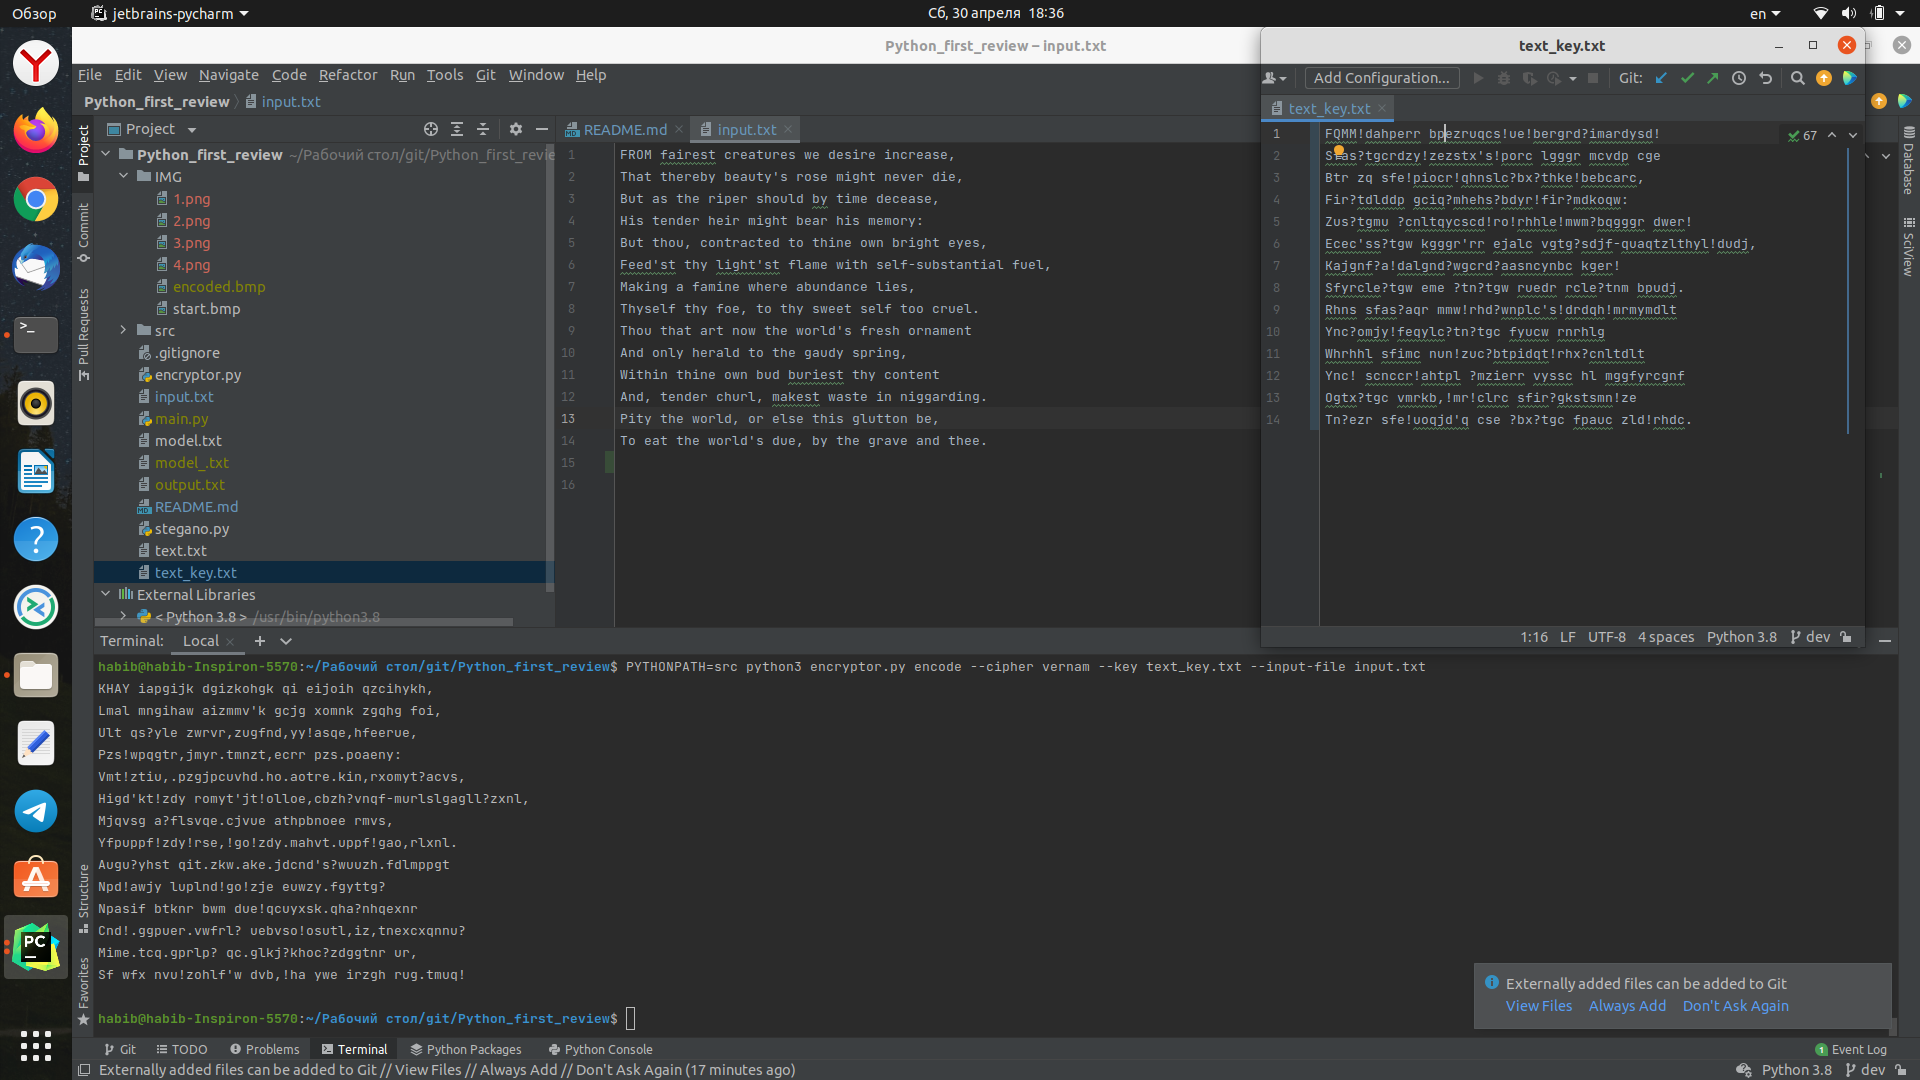 Обзор
jetbrains-pycharm
Сб, 30 апреля 18:36
en
Python_first_review – input.txt
File Edit View Navigate Code Refactor Run Tools Git Window Help
Python_first_review input.txt
Project
README.md
input.txt
Python_first_review ~/Рабочий стол/git/Python_first_revie
IMG
1.png
2.png
3.png
4.png
encoded.bmp
start.bmp
src
.gitignore
encryptor.py
input.txt
main.py
model.txt
model_.txt
output.txt
README.md
stegano.py
text.txt
text_key.txt
External Libraries
< Python 3.8 > /usr/bin/python3.8
Project
Commit
Pull Requests
Structure
Favorites
1 FROM fairest creatures we desire increase,
2 That thereby beauty's rose might never die,
3 But as the riper should by time decease,
4 His tender heir might bear his memory:
5 But thou, contracted to thine own bright eyes,
6 Feed'st thy light'st flame with self-substantial fuel,
7 Making a famine where abundance lies,
8 Thyself thy foe, to thy sweet self too cruel.
9 Thou that art now the world's fresh ornament
10 And only herald to the gaudy spring,
11 Within thine own bud buriest thy content
12 And, tender churl, makest waste in niggarding.
13 Pity the world, or else this glutton be,
14 To eat the world's due, by the grave and thee.
15
16
text_key.txt
Add Configuration...
Git:
text_key.txt
67
1 FQMM!dahperr bpezruqcs!ue!bergrd?imardysd!
2 Sfas?tgcrdzy!zezstx's!porc lgggr mcvdp cge
3 Btr zq sfe!piocr!qhnslc?bx?thke!bebcarc,
4 Fir?tdlddp gciq?mhehs?bdyr!fir?mdkoqw:
5 Zus?tgmu ?cnltqycscd!ro!rhhle!mwm?bqgggr dwer!
6 Ecec'ss?tgw kgggr'rr ejalc vgtg?sdjf-quaqtzlthyl!dudj,
7 Kajgnf?a!dalgnd?wgcrd?aasncynbc kger!
8 Sfyrcle?tgw eme ?tn?tgw ruedr rcle?tnm bpudj.
9 Rhns sfas?aqr mmw!rhd?wnplc's!drdqh!mrmymdlt
10 Ync?omjy!feqylc?tn?tgc fyucw rnrhlg
11 Whrhhl sfimc nun!zuc?btpidqt!rhx?cnltdlt
12 Ync! scnccr!ahtpl ?mzierr vyssc hl mggfyrcgnf
13 Ogtx?tgc vmrkb,!mr!clrc sfir?gkstsmn!ze
14 Tn?ezr sfe!uoqjd'q cse ?bx?tgc fpauc zld!rhdc.
1:16 LF UTF-8 4 spaces Python 3.8 dev
Database
SciView
Terminal: Local
habib@habib-Inspiron-5570:~/Рабочий стол/git/Python_first_review$ PYTHONPATH=src python3 encryptor.py encode --cipher vernam --key text_key.txt --input-file input.txt
KHAY iapgijk dgizkohgk qi eijoih qzcihykh,
Lmal mngihaw aizmmv'k gcjg xomnk zgqhg foi,
Ult qs?yle zwrvr,zugfnd,yy!asqe,hfeerue,
Pzs!wpqgtr,jmyr.tmnzt,ecrr pzs.poaeny:
Vmt!ztiu,.pzgjpcuvhd.ho.aotre.kin,rxomyt?acvs,
Higd'kt!zdy romyt'jt!olloe,cbzh?vnqf-murlslgagll?zxnl,
Mjqvsg a?flsvqe.cjvue athpbnoee rmvs,
Yfpuppf!zdy!rse,!go!zdy.mahvt.uppf!gao,rlxnl.
Augu?yhst qit.zkw.ake.jdcnd's?wuuzh.fdlmppgt
Npd!awjy luplnd!go!zje euwzy.fgyttg?
Npasif btknr bwm due!qcuyxsk.qha?nhqexnr
Cnd!.ggpuer.vwfrl? uebvso!osutl,iz,tnexcxqnnu?
Mime.tcq.gprlp? qc.glkj?khoc?zdggtnr ur,
Sf wfx nvu!zohlf'w dvb,!ha ywe irzgh rug.tmuq!
habib@habib-Inspiron-5570:~/Рабочий стол/git/Python_first_review$
Externally added files can be added to Git
View Files Always Add Don't Ask Again
Git TODO Problems Terminal Python Packages Python Console
1 Event Log
Externally added files can be added to Git // View Files // Always Add // Don't Ask Again (17 minutes ago)
Python 3.8 dev